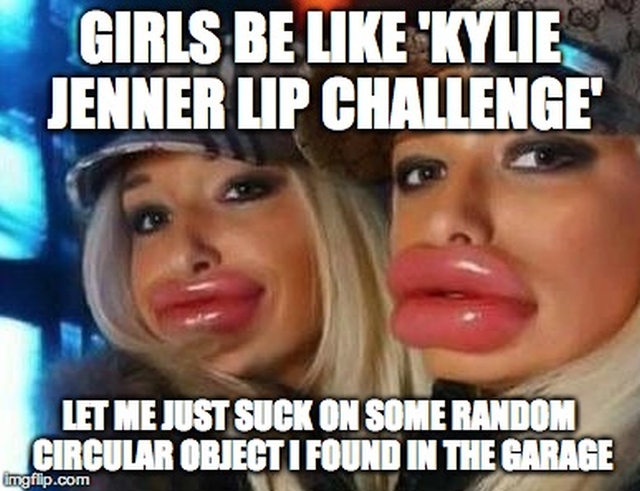 GIRLS BE LIKE 'KYLIE
JENNER LIP CHALLENGE'
LET ME JUST SUCK ON SOME RANDOM
CIRCULAR OBJECT I FOUND IN THE GARAGE
imgflip.com